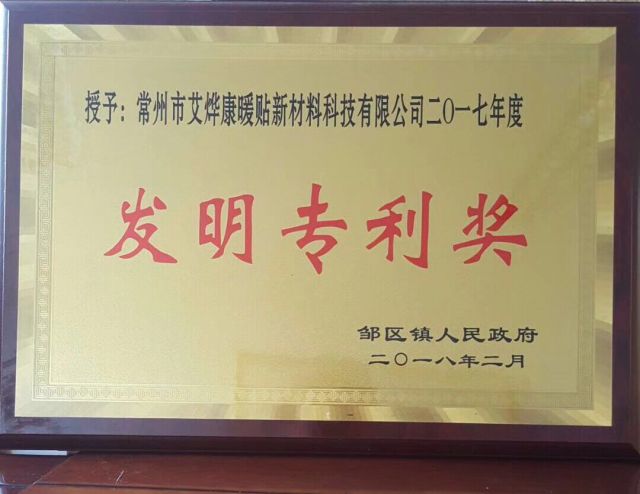 授予：常州市艾烨康暖贴新材料科技有限公司二〇一七年度
发明专利奖
邹区镇人民政府
二〇一八年二月